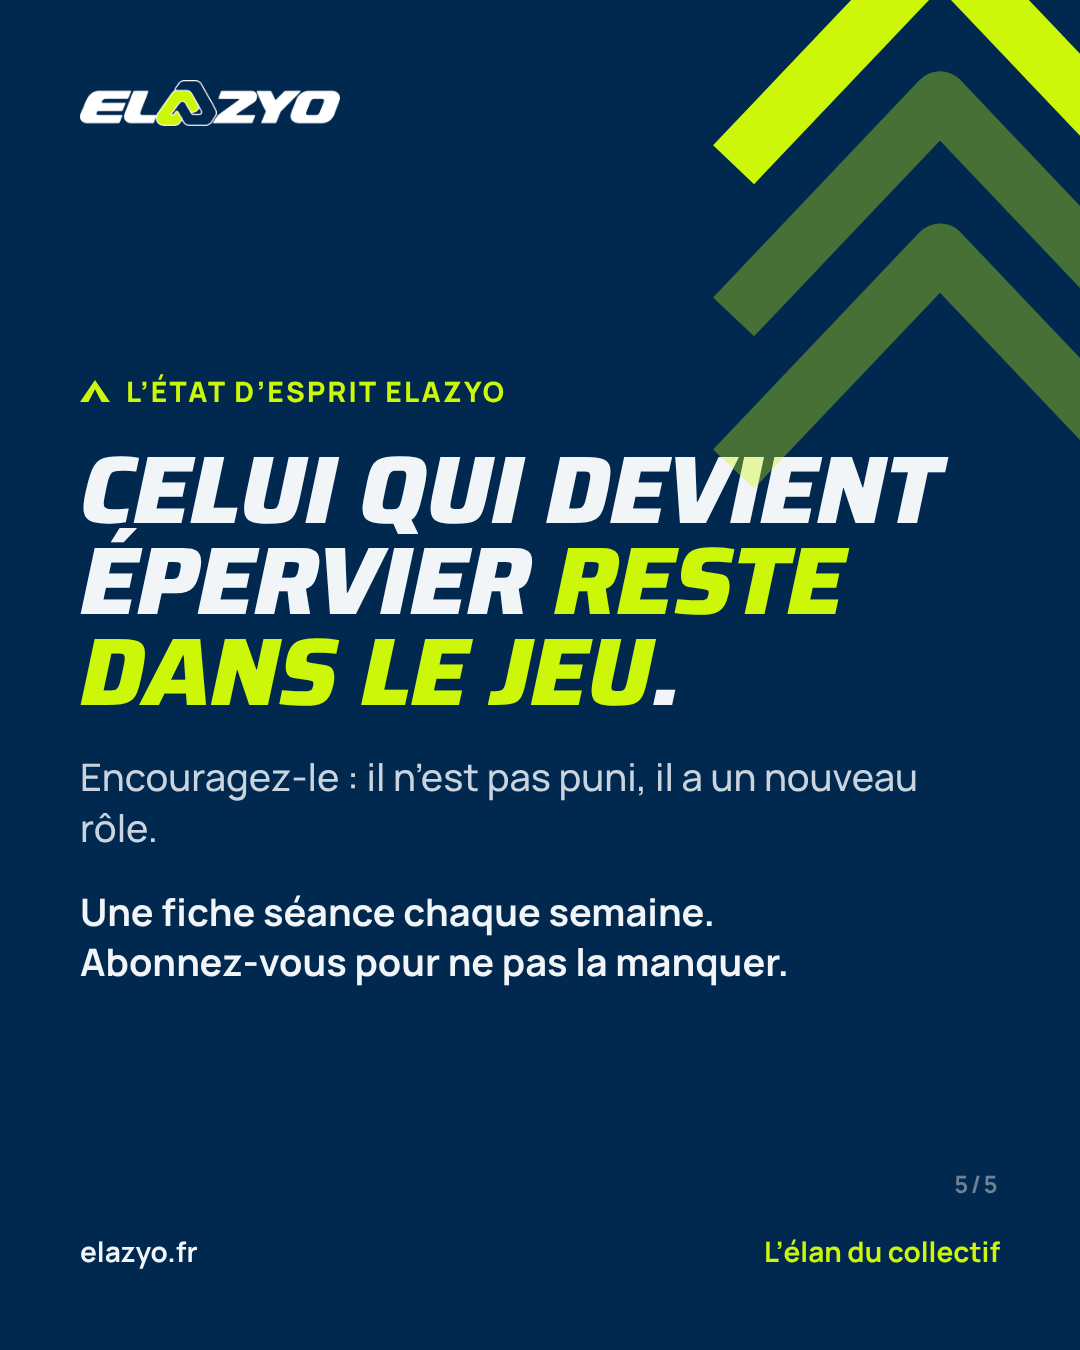 ELAZYO
L’ÉTAT D’ESPRIT ELAZYO
CELUI QUI DEVIENT
ÉPERVIER RESTE
DANS LE JEU.
Encouragez-le : il n’est pas puni, il a un nouveau
rôle.
Une fiche séance chaque semaine.
Abonnez-vous pour ne pas la manquer.
5/5
elazyo.fr
L’élan du collectif